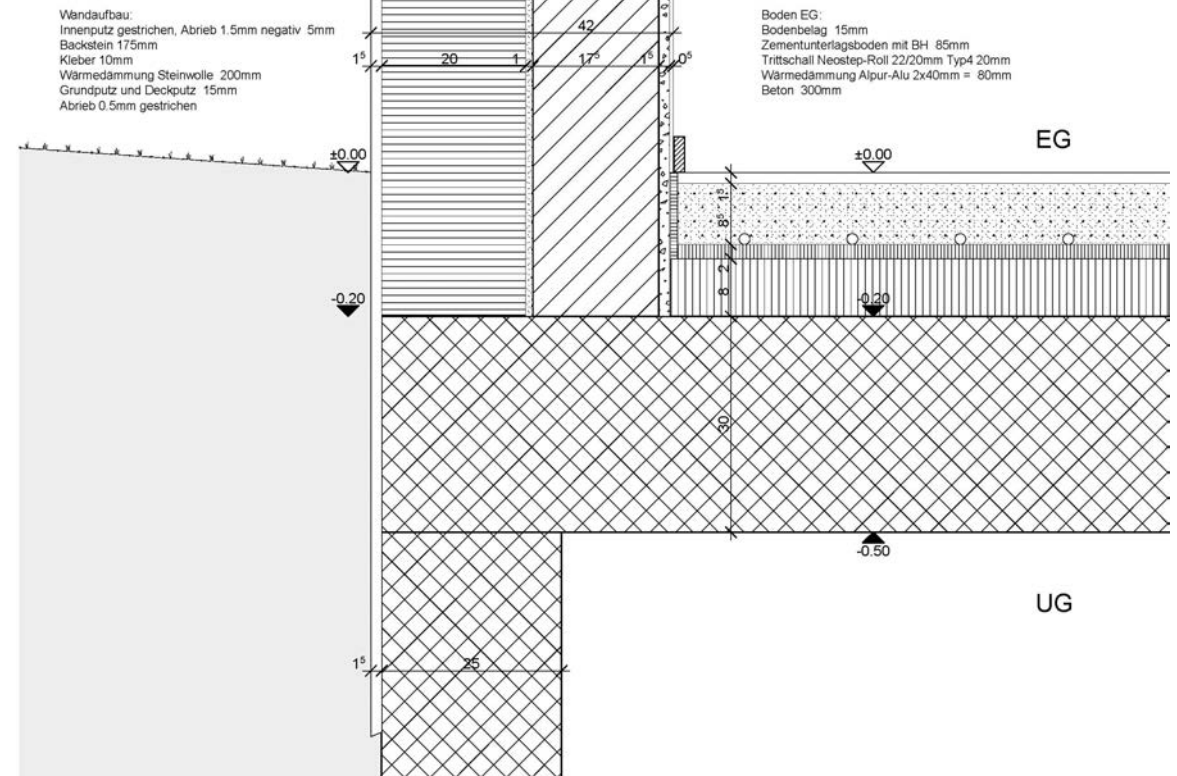 Wandaufbau:
Innenputz gestrichen, Abrieb 1.5mm negativ 5mm
Backstein 175mm
Kleber 10mm
Wärmedämmung Steinwolle 200mm
Grundputz und Deckputz 15mm
Abrieb 0.5mm gestrichen
Boden EG:
Bodenbelag 15mm
Zementunterlagsboden mit BH 85mm
Trittschall Neostep-Roll 22/20mm Typ4 20mm
Wärmedämmung Alpur-Alu 2x40mm = 80mm
Beton 300mm
42
1⁵ 20 1 17⁵ 1⁵ 0⁵
EG
±0.00
±0.00
1⁵
8⁵
2
8
-0.20
-0.20
30
-0.50
UG
1⁵ 25